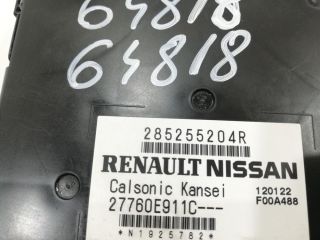 64818
64818
285255204R
RENAULT NISSAN
Calsonic Kansei 120122
27760E911C--- F00A488
*N1925782*